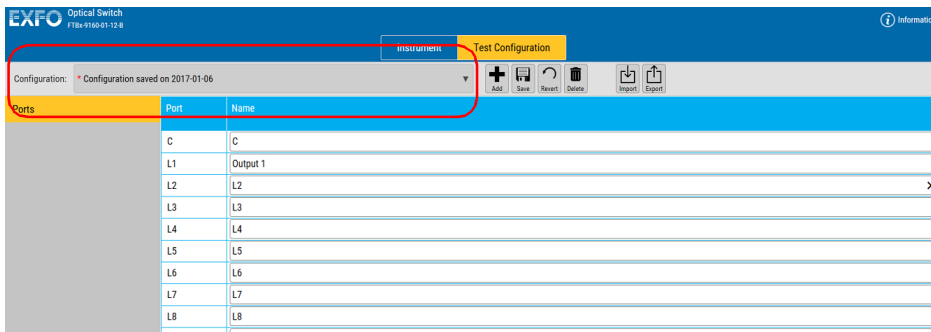 EXFO Optical Switch
FTBx-9160-01-12-B
Informatio
Instrument Test Configuration
Configuration: * Configuration saved on 2017-01-06
Add Save Revert Delete Import Export
Ports Port Name
C C
L1 Output 1
L2 L2
L3 L3
L4 L4
L5 L5
L6 L6
L7 L7
L8 L8